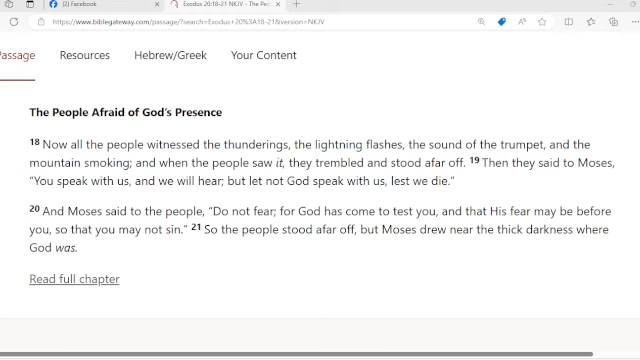 (2) Facebook
Exodus 20:18-21 NKJV - The Pe
https://www.biblegateway.com/passage/?search=Exodus+20%3A18-21&version=NKJV
Passage Resources Hebrew/Greek Your Content
The People Afraid of God's Presence
18 Now all the people witnessed the thunderings, the lightning flashes, the sound of the trumpet, and the
mountain smoking; and when the people saw it, they trembled and stood afar off. 19 Then they said to Moses,
“You speak with us, and we will hear; but let not God speak with us, lest we die.”
20 And Moses said to the people, “Do not fear; for God has come to test you, and that His fear may be before
you, so that you may not sin.” 21 So the people stood afar off, but Moses drew near the thick darkness where
God was.
Read full chapter